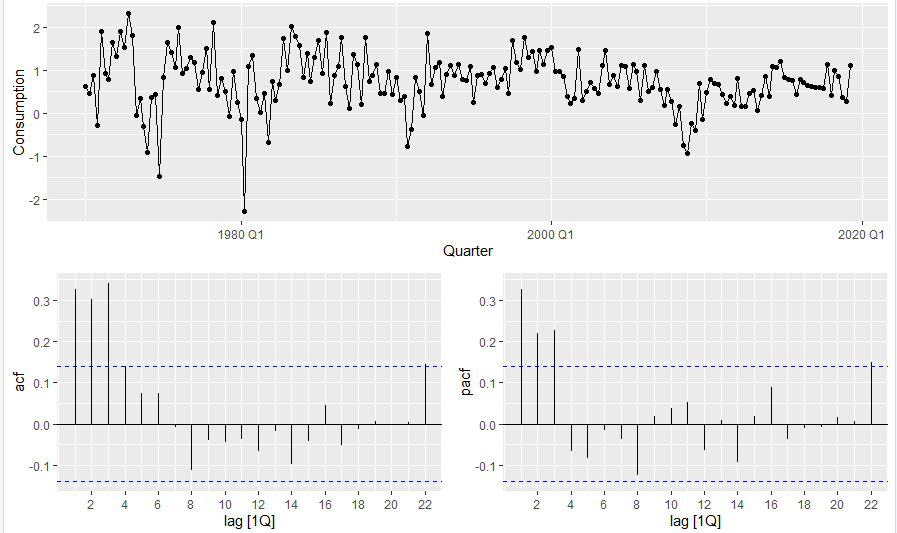 Consumption
2
1
0
-1
-2
1980 Q1
2000 Q1
2020 Q1
Quarter
acf
0.3
0.2
0.1
0.0
-0.1
2 4 6 8 10 12 14 16 18 20 22
lag [1Q]
pacf
0.3
0.2
0.1
0.0
-0.1
2 4 6 8 10 12 14 16 18 20 22
lag [1Q]